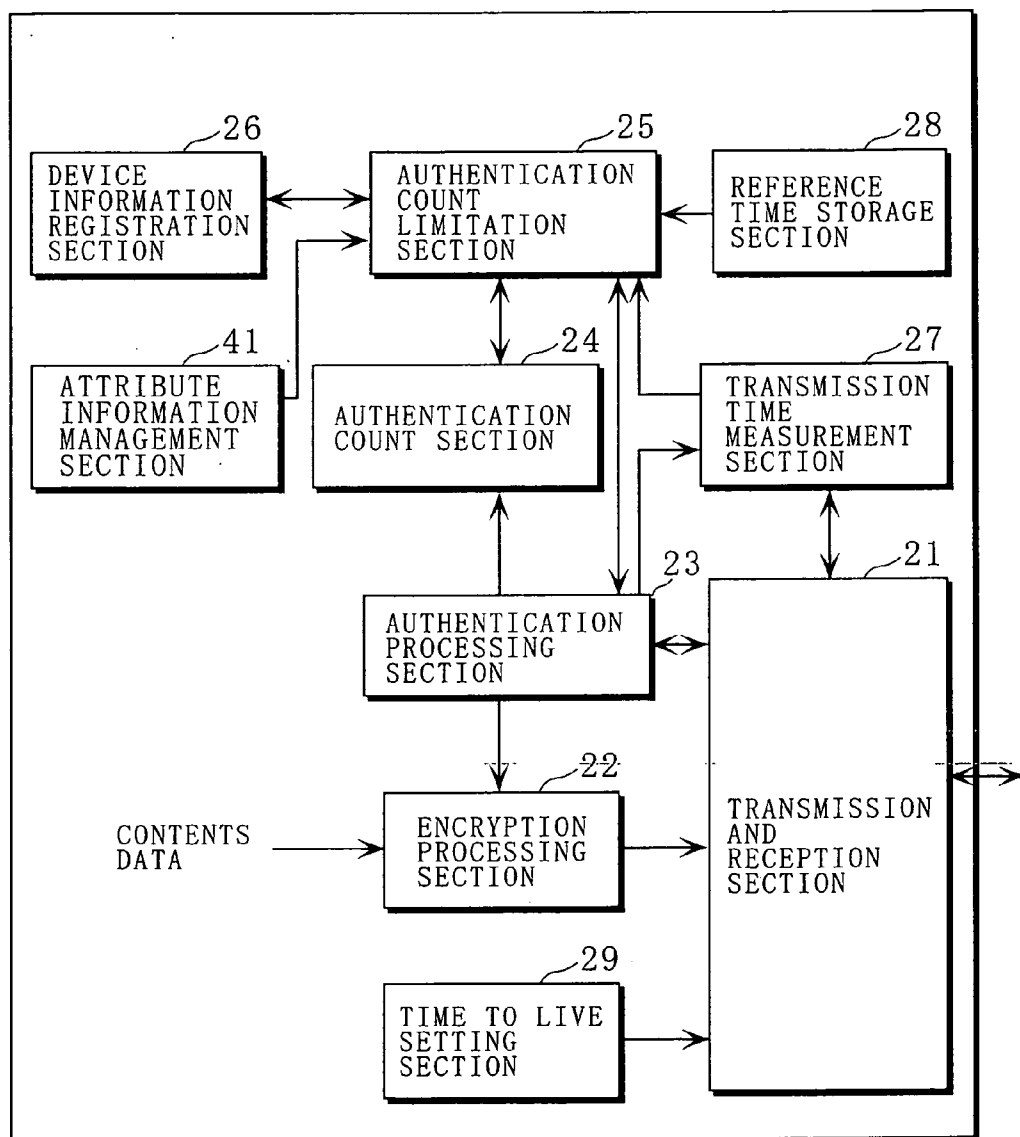 26
DEVICE
INFORMATION
REGISTRATION
SECTION
25
AUTHENTICATION
COUNT
LIMITATION
SECTION
28
REFERENCE
TIME STORAGE
SECTION
41
ATTRIBUTE
INFORMATION
MANAGEMENT
SECTION
24
AUTHENTICATION
COUNT SECTION
27
TRANSMISSION
TIME
MEASUREMENT
SECTION
23
AUTHENTICATION
PROCESSING
SECTION
21
TRANSMISSION
AND
RECEPTION
SECTION
22
ENCRYPTION
PROCESSING
SECTION
CONTENTS
DATA
29
TIME TO LIVE
SETTING
SECTION